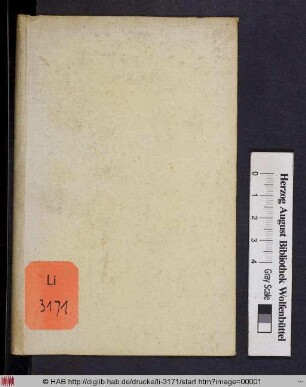 Li
3171
Herzog August Bibliothek Wolfenbüttel
0
1
2
3
4
Gray Scale
© HAB http://diglib.hab.de/drucke/li-3171/start.htm?image=00001